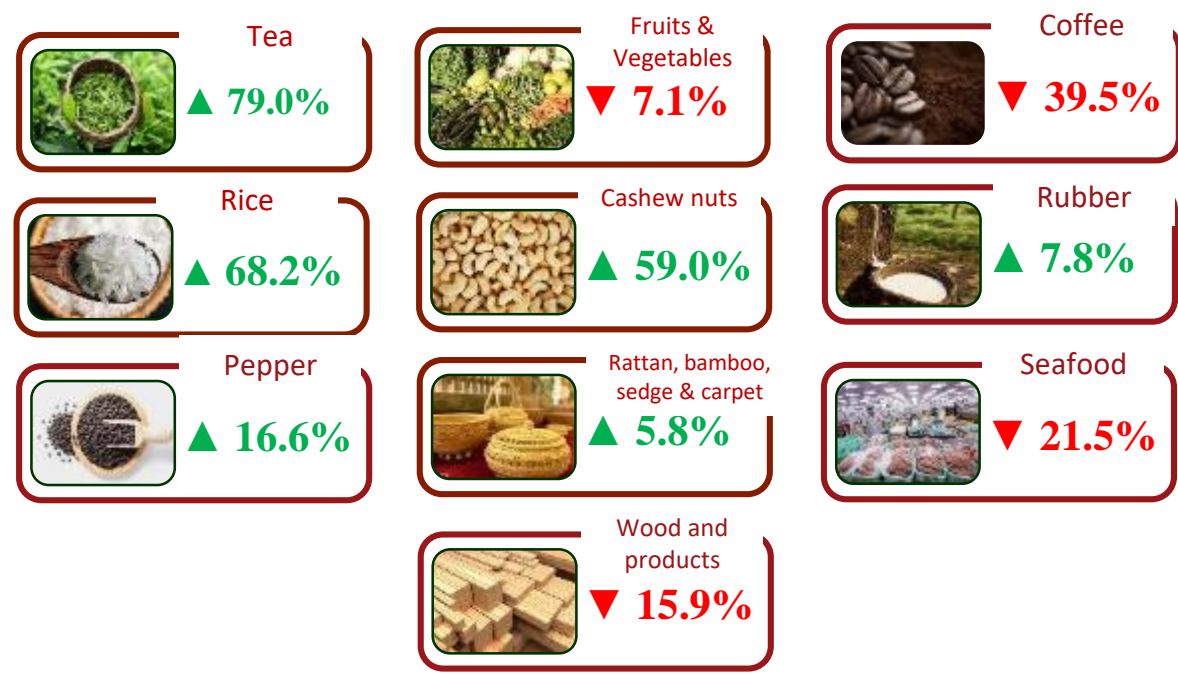 Tea
▲ 79.0%
Fruits &
Vegetables
▼ 7.1%
Coffee
▼ 39.5%
Rice
▲ 68.2%
Cashew nuts
▲ 59.0%
Rubber
▲ 7.8%
Pepper
▲ 16.6%
Rattan, bamboo,
sedge & carpet
▲ 5.8%
Seafood
▼ 21.5%
Wood and
products
▼ 15.9%